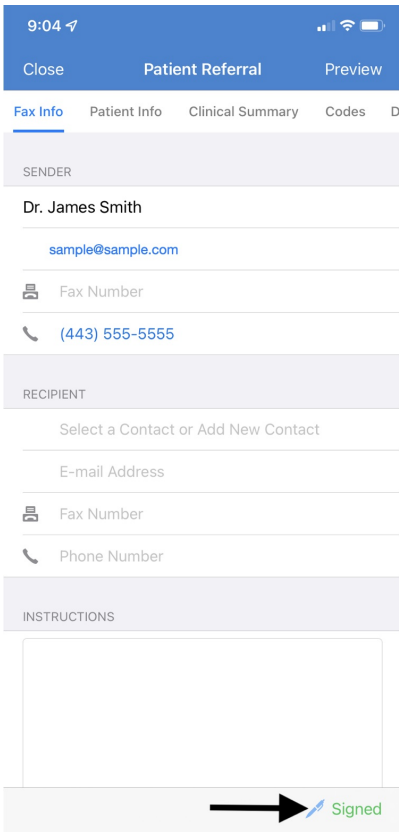 9:04
Close Patient Referral Preview
Fax Info Patient Info Clinical Summary Codes D
SENDER
Dr. James Smith
sample@sample.com
Fax Number
(443) 555-5555
RECIPIENT
Select a Contact or Add New Contact
E-mail Address
Fax Number
Phone Number
INSTRUCTIONS
Signed